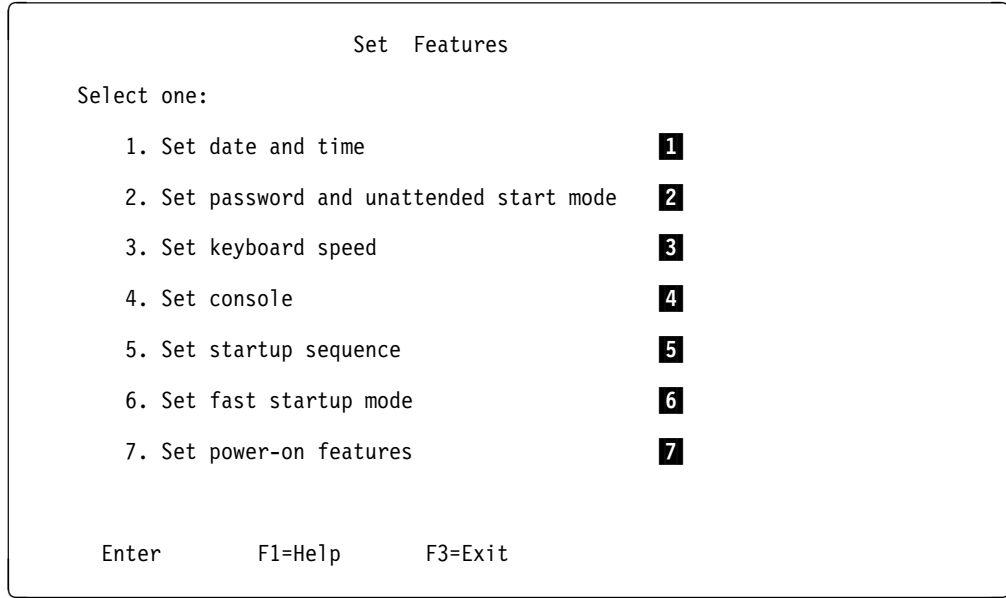 Set Features
Select one:
1. Set date and time 1
2. Set password and unattended start mode 2
3. Set keyboard speed 3
4. Set console 4
5. Set startup sequence 5
6. Set fast startup mode 6
7. Set power-on features 7
Enter F1=Help F3=Exit